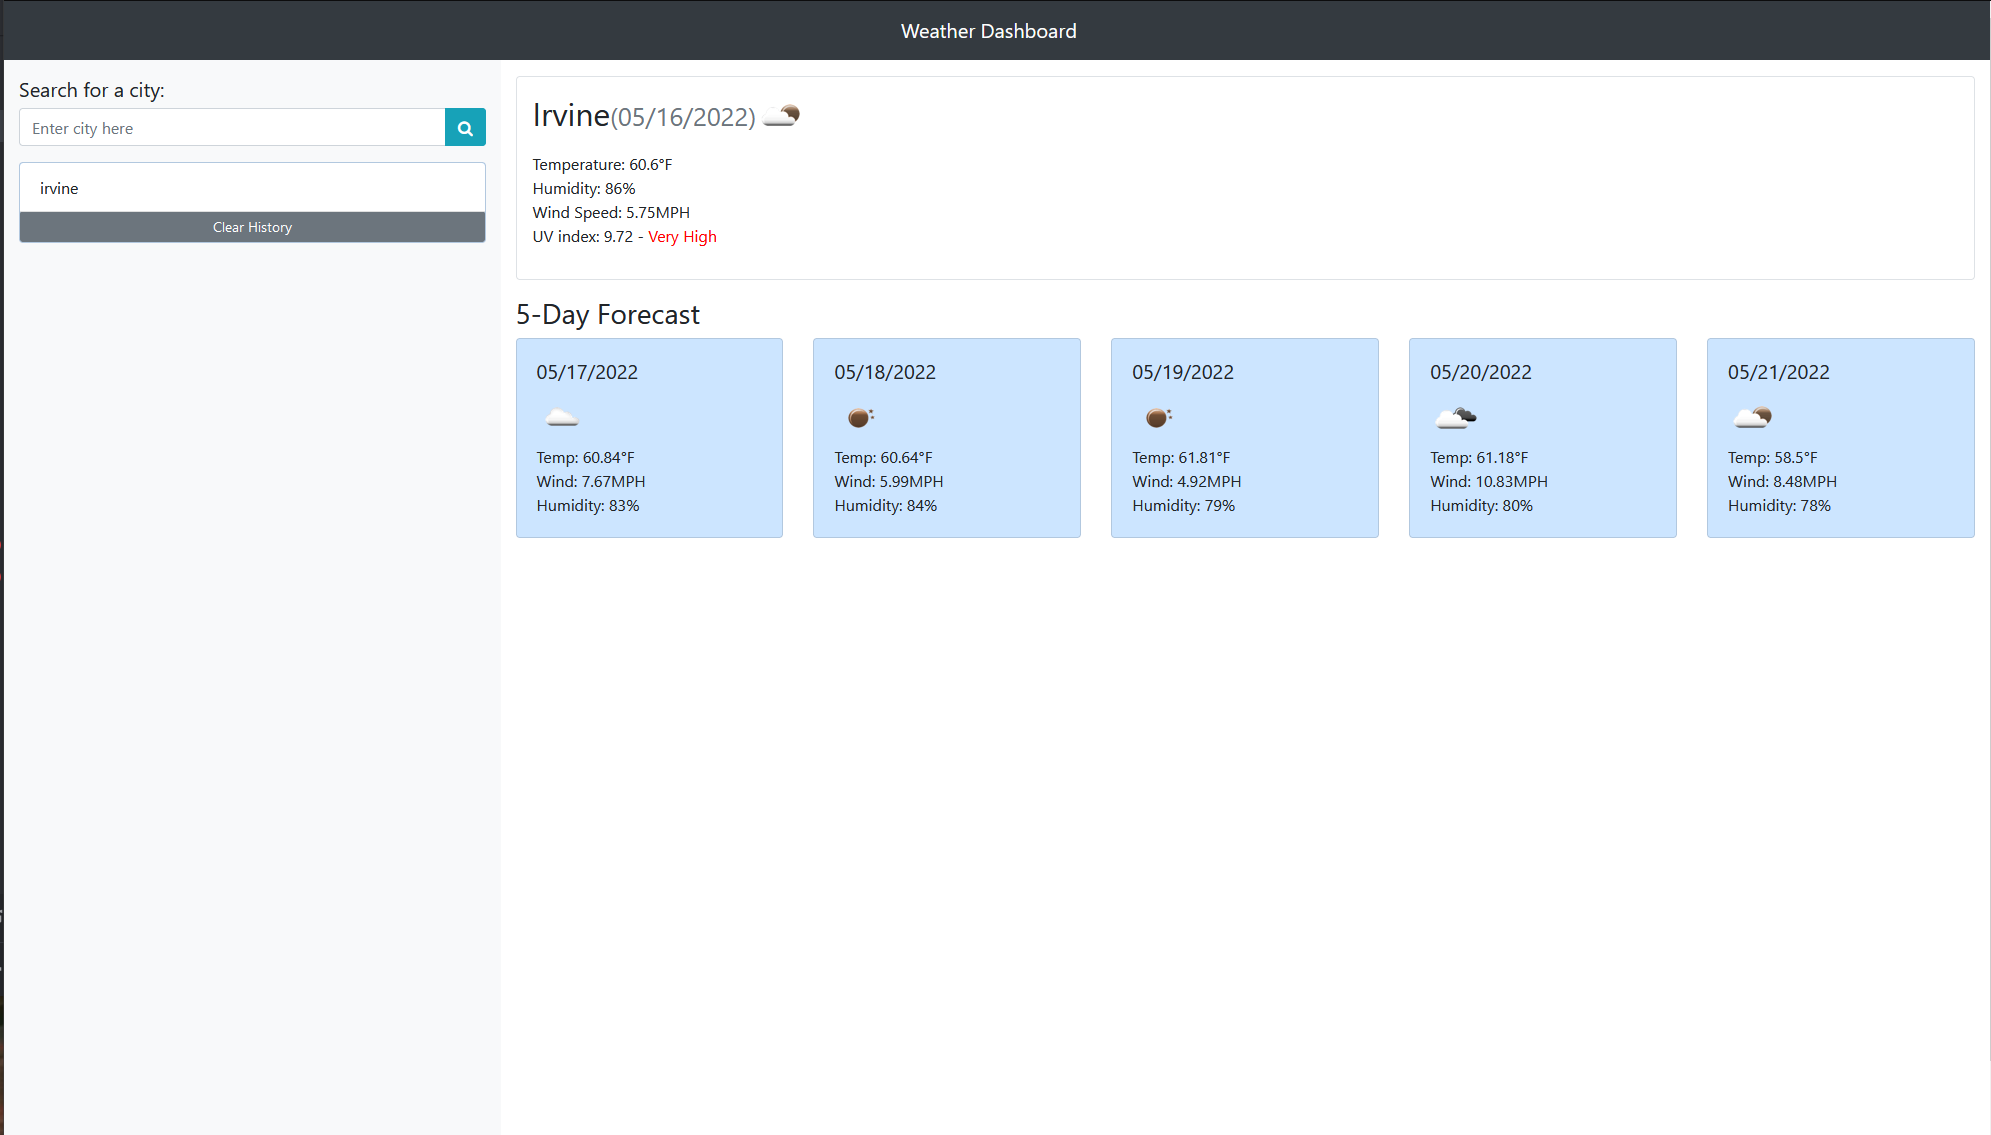 Weather Dashboard
Search for a city:
Enter city here
irvine
Clear History
Irvine(05/16/2022)
Temperature: 60.6°F
Humidity: 86%
Wind Speed: 5.75MPH
UV index: 9.72 - Very High
5-Day Forecast
05/17/2022
Temp: 60.84°F
Wind: 7.67MPH
Humidity: 83%
05/18/2022
Temp: 60.64°F
Wind: 5.99MPH
Humidity: 84%
05/19/2022
Temp: 61.81°F
Wind: 4.92MPH
Humidity: 79%
05/20/2022
Temp: 61.18°F
Wind: 10.83MPH
Humidity: 80%
05/21/2022
Temp: 58.5°F
Wind: 8.48MPH
Humidity: 78%